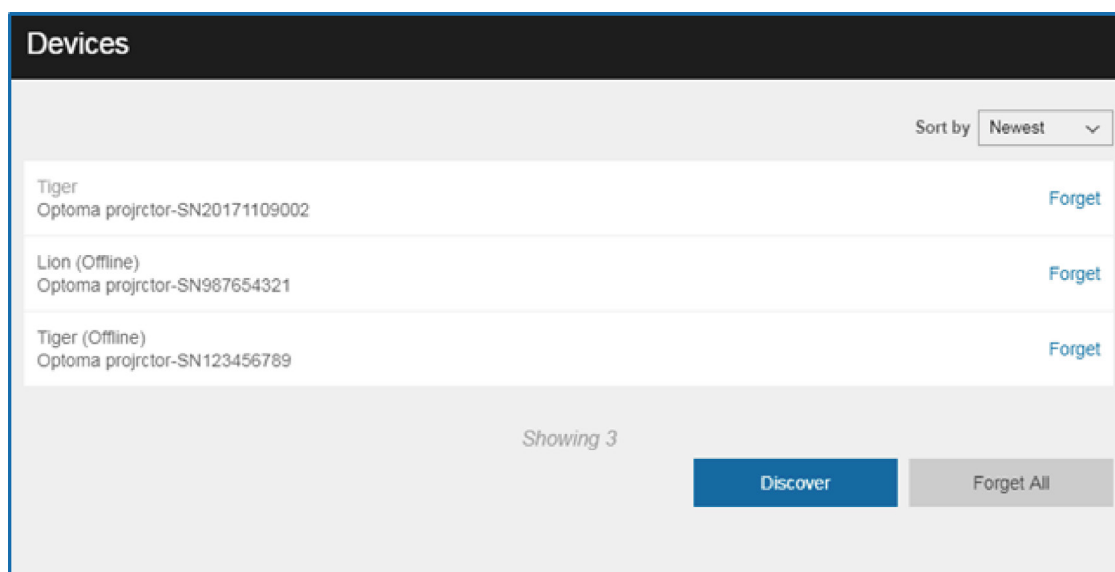 Devices
Sort by Newest
Tiger
Optoma projrctor-SN20171109002
Forget
Lion (Offline)
Optoma projrctor-SN987654321
Forget
Tiger (Offline)
Optoma projrctor-SN123456789
Forget
Showing 3
Discover
Forget All